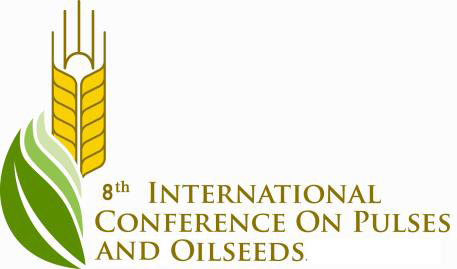 8th INTERNATIONAL
CONFERENCE ON PULSES
AND OILSEEDS.